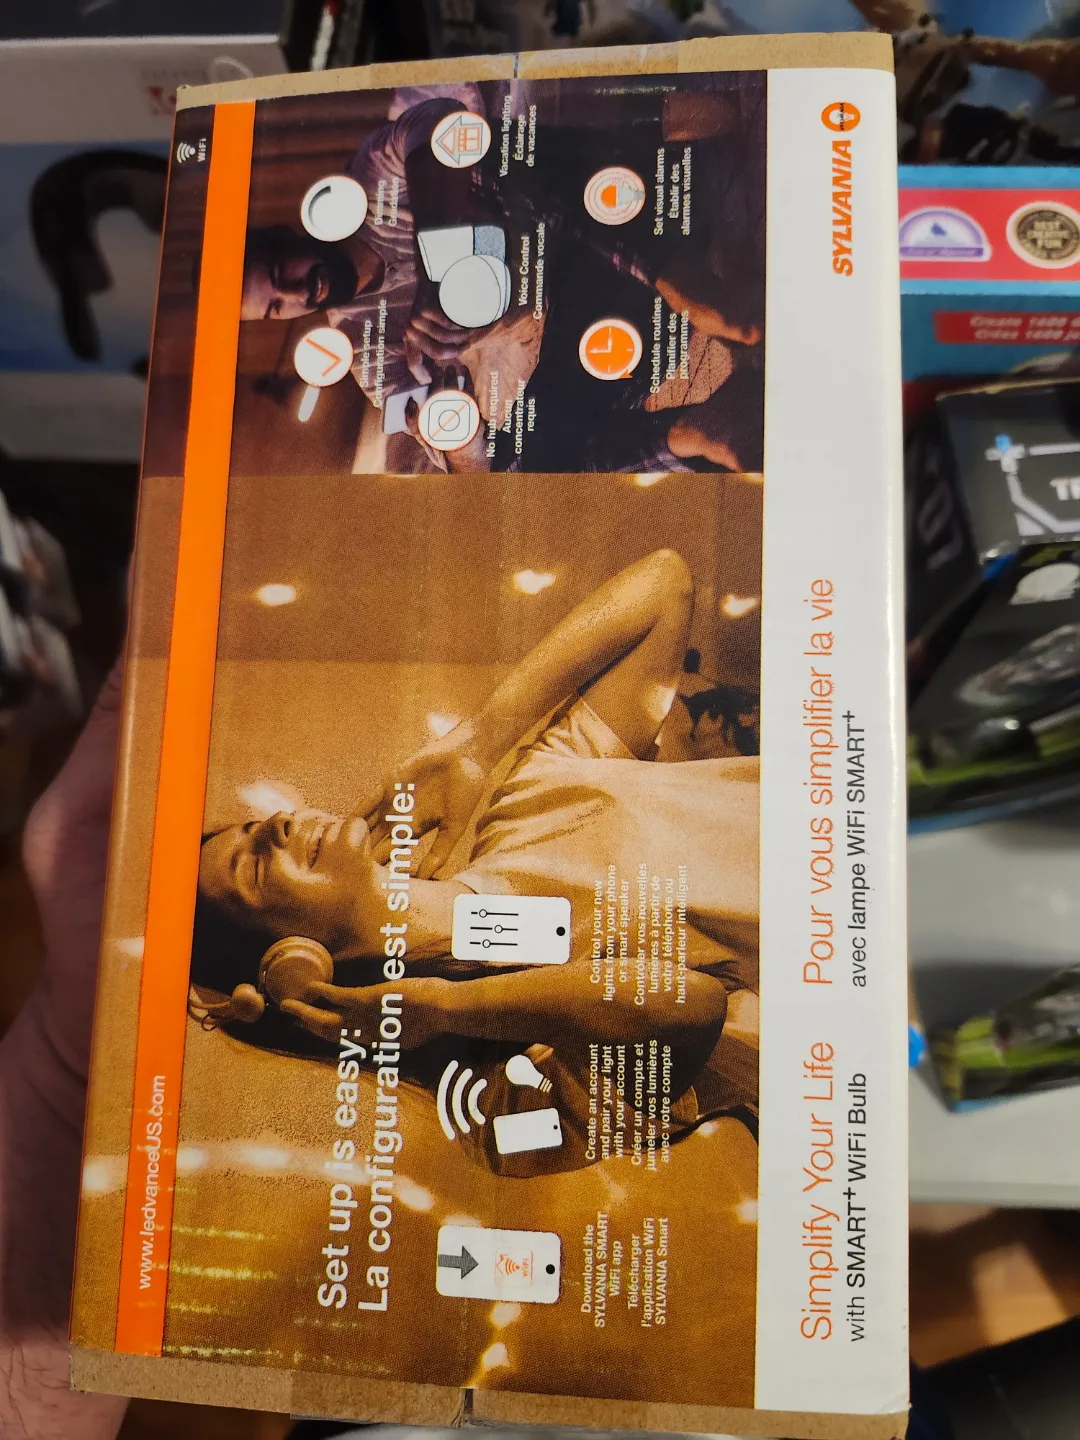 www.ledvanceUS.com
WiFi
Set up is easy:
La configuration est simple:
Download the
SYLVANIA SMART
WiFi app
Télécharger
l'application WiFi
SYLVANIA Smart
WiFi
Create an account
and pair your light
with your account
Créer un compte et
jumeler vos lumières
avec votre compte
Control your new
lights from your phone
or smart speaker
Contrôler vos nouvelles
lumières à partir de
votre téléphone ou
haut-parleur intelligent
Simple setup
Configuration simple
Dimming
No hub required
Aucun
concentrateur
requis
Voice Control
Commande vocale
Vacation lighting
Éclairage
de vacances
Schedule routines
Planifier des
programmes
Set visual alarms
Établir des
alarmes visuelles
Simplify Your Life
with SMART+ WiFi Bulb
Pour vous simplifier la vie
avec lampe WiFi SMART+
SYLVANIA